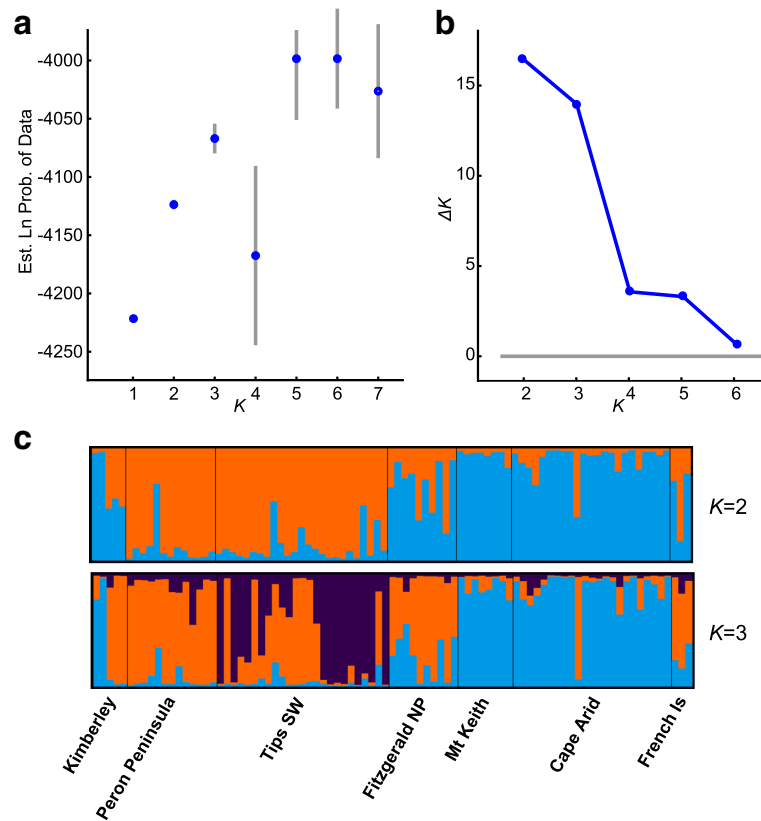 a
Est. Ln Prob. of Data
-4000
-4050
-4100
-4150
-4200
-4250
1 2 3 4 5 6 7
K
b
ΔK
15
10
5
0
2 3 4 5 6
K
c
K=2
K=3
Kimberley
Peron Peninsula
Tips SW
Fitzgerald NP
Mt Keith
Cape Arid
French Is